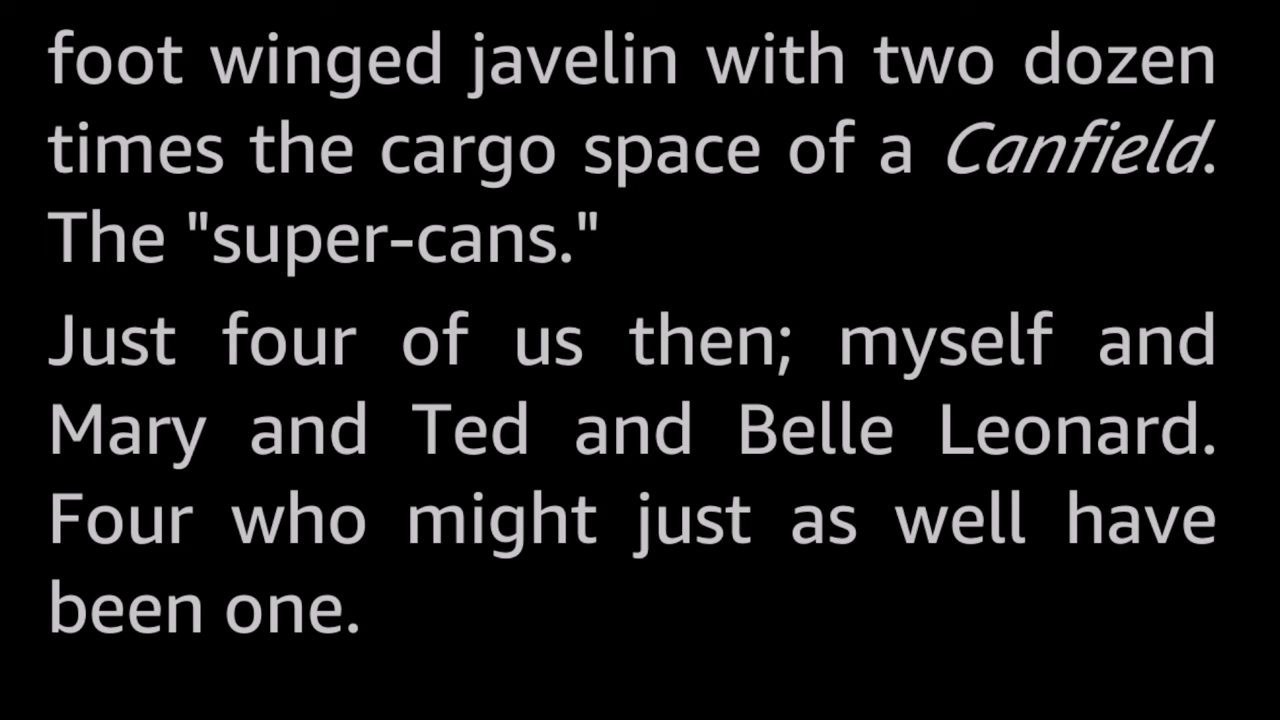 foot winged javelin with two dozen
times the cargo space of a Canfield.
The "super-cans."
Just four of us then; myself and
Mary and Ted and Belle Leonard.
Four who might just as well have
been one.